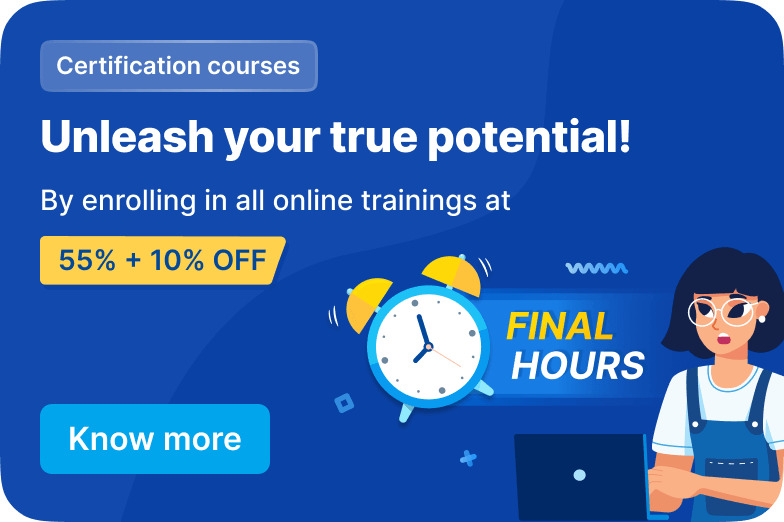 Certification courses
Unleash your true potential!
By enrolling in all online trainings at
55% + 10% OFF
FINAL
HOURS
Know more